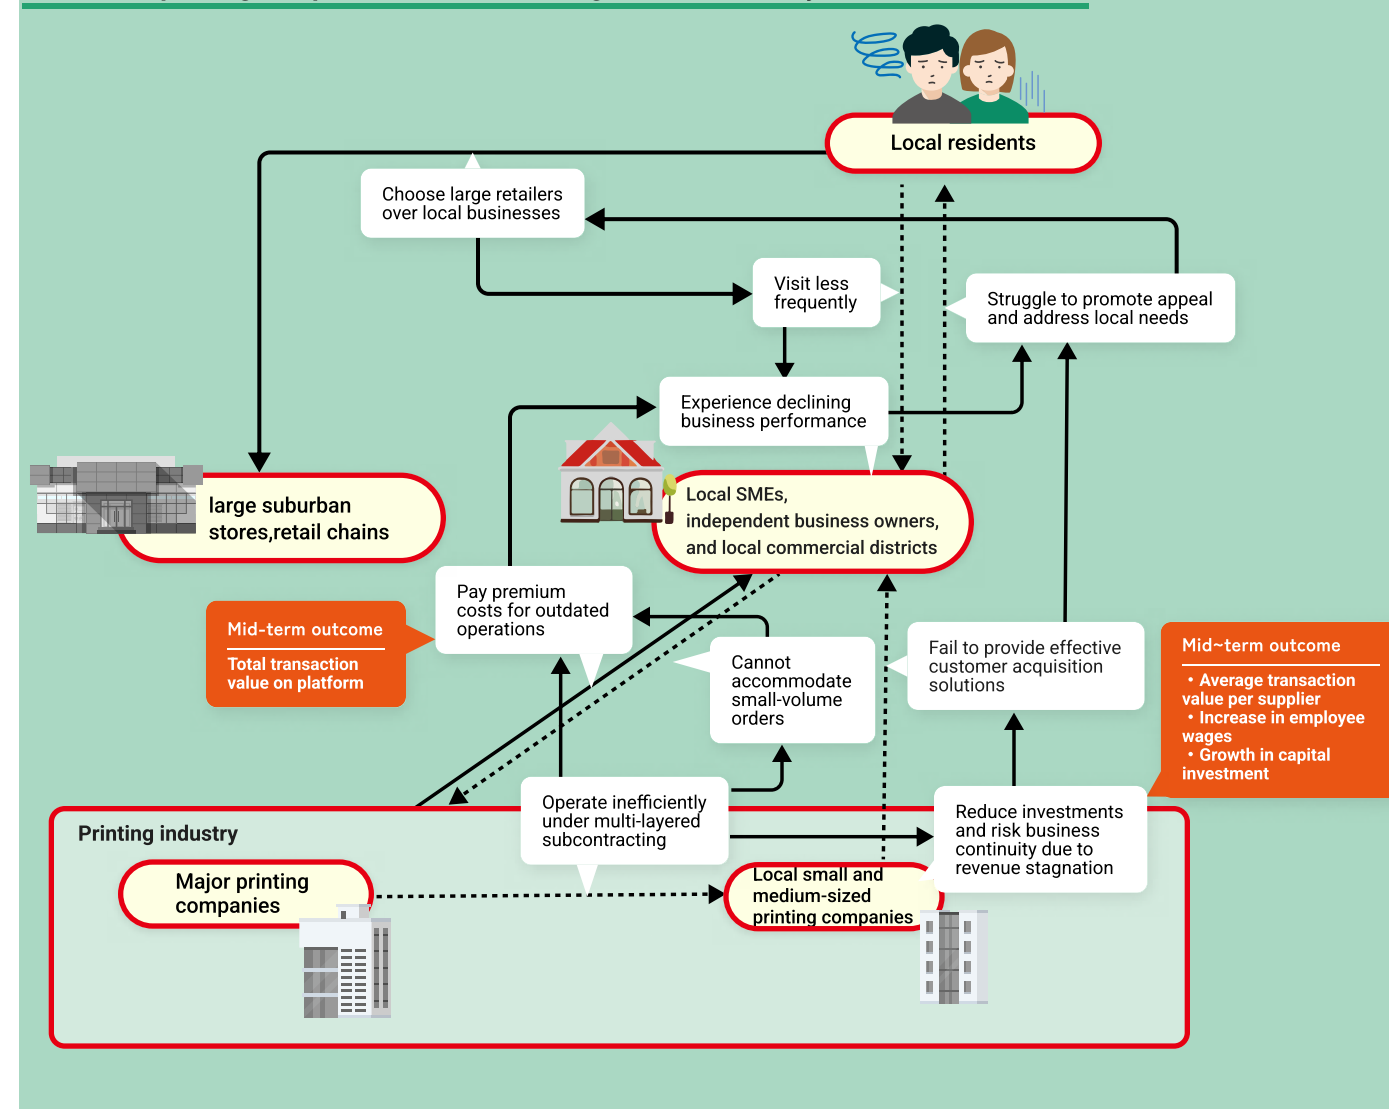 Local residents
Choose large retailers
over local businesses
Visit less
frequently
Struggle to promote appeal
and address local needs
Experience declining
business performance
large suburban
stores,retail chains
Local SMEs,
independent business owners,
and local commercial districts
Pay premium
costs for outdated
operations
Mid-term outcome
Total transaction
value on platform
Cannot
accommodate
small-volume
orders
Fail to provide effective
customer acquisition
solutions
Mid~term outcome
・Average transaction
value per supplier
・Increase in employee
wages
・Growth in capital
investment
Operate inefficiently
under multi-layered
subcontracting
Reduce investments
and risk business
continuity due to
revenue stagnation
Printing industry
Major printing
companies
Local small and
medium-sized
printing companies